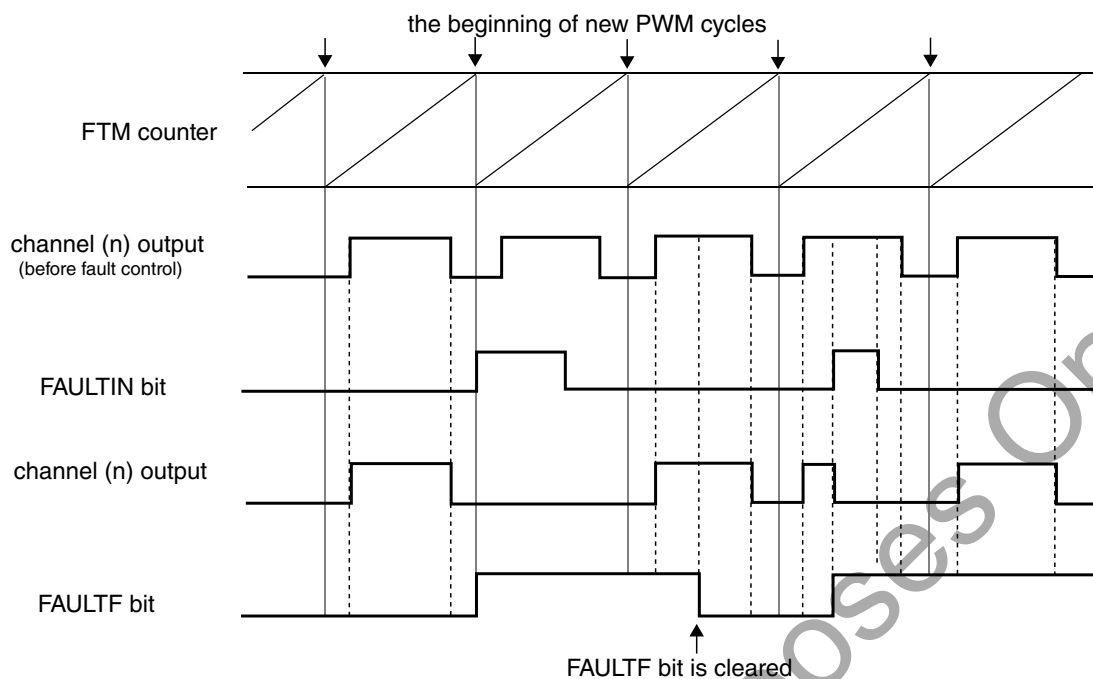 the beginning of new PWM cycles
FTM counter
channel (n) output
(before fault control)
FAULTIN bit
channel (n) output
FAULTF bit
FAULTF bit is cleared
oses